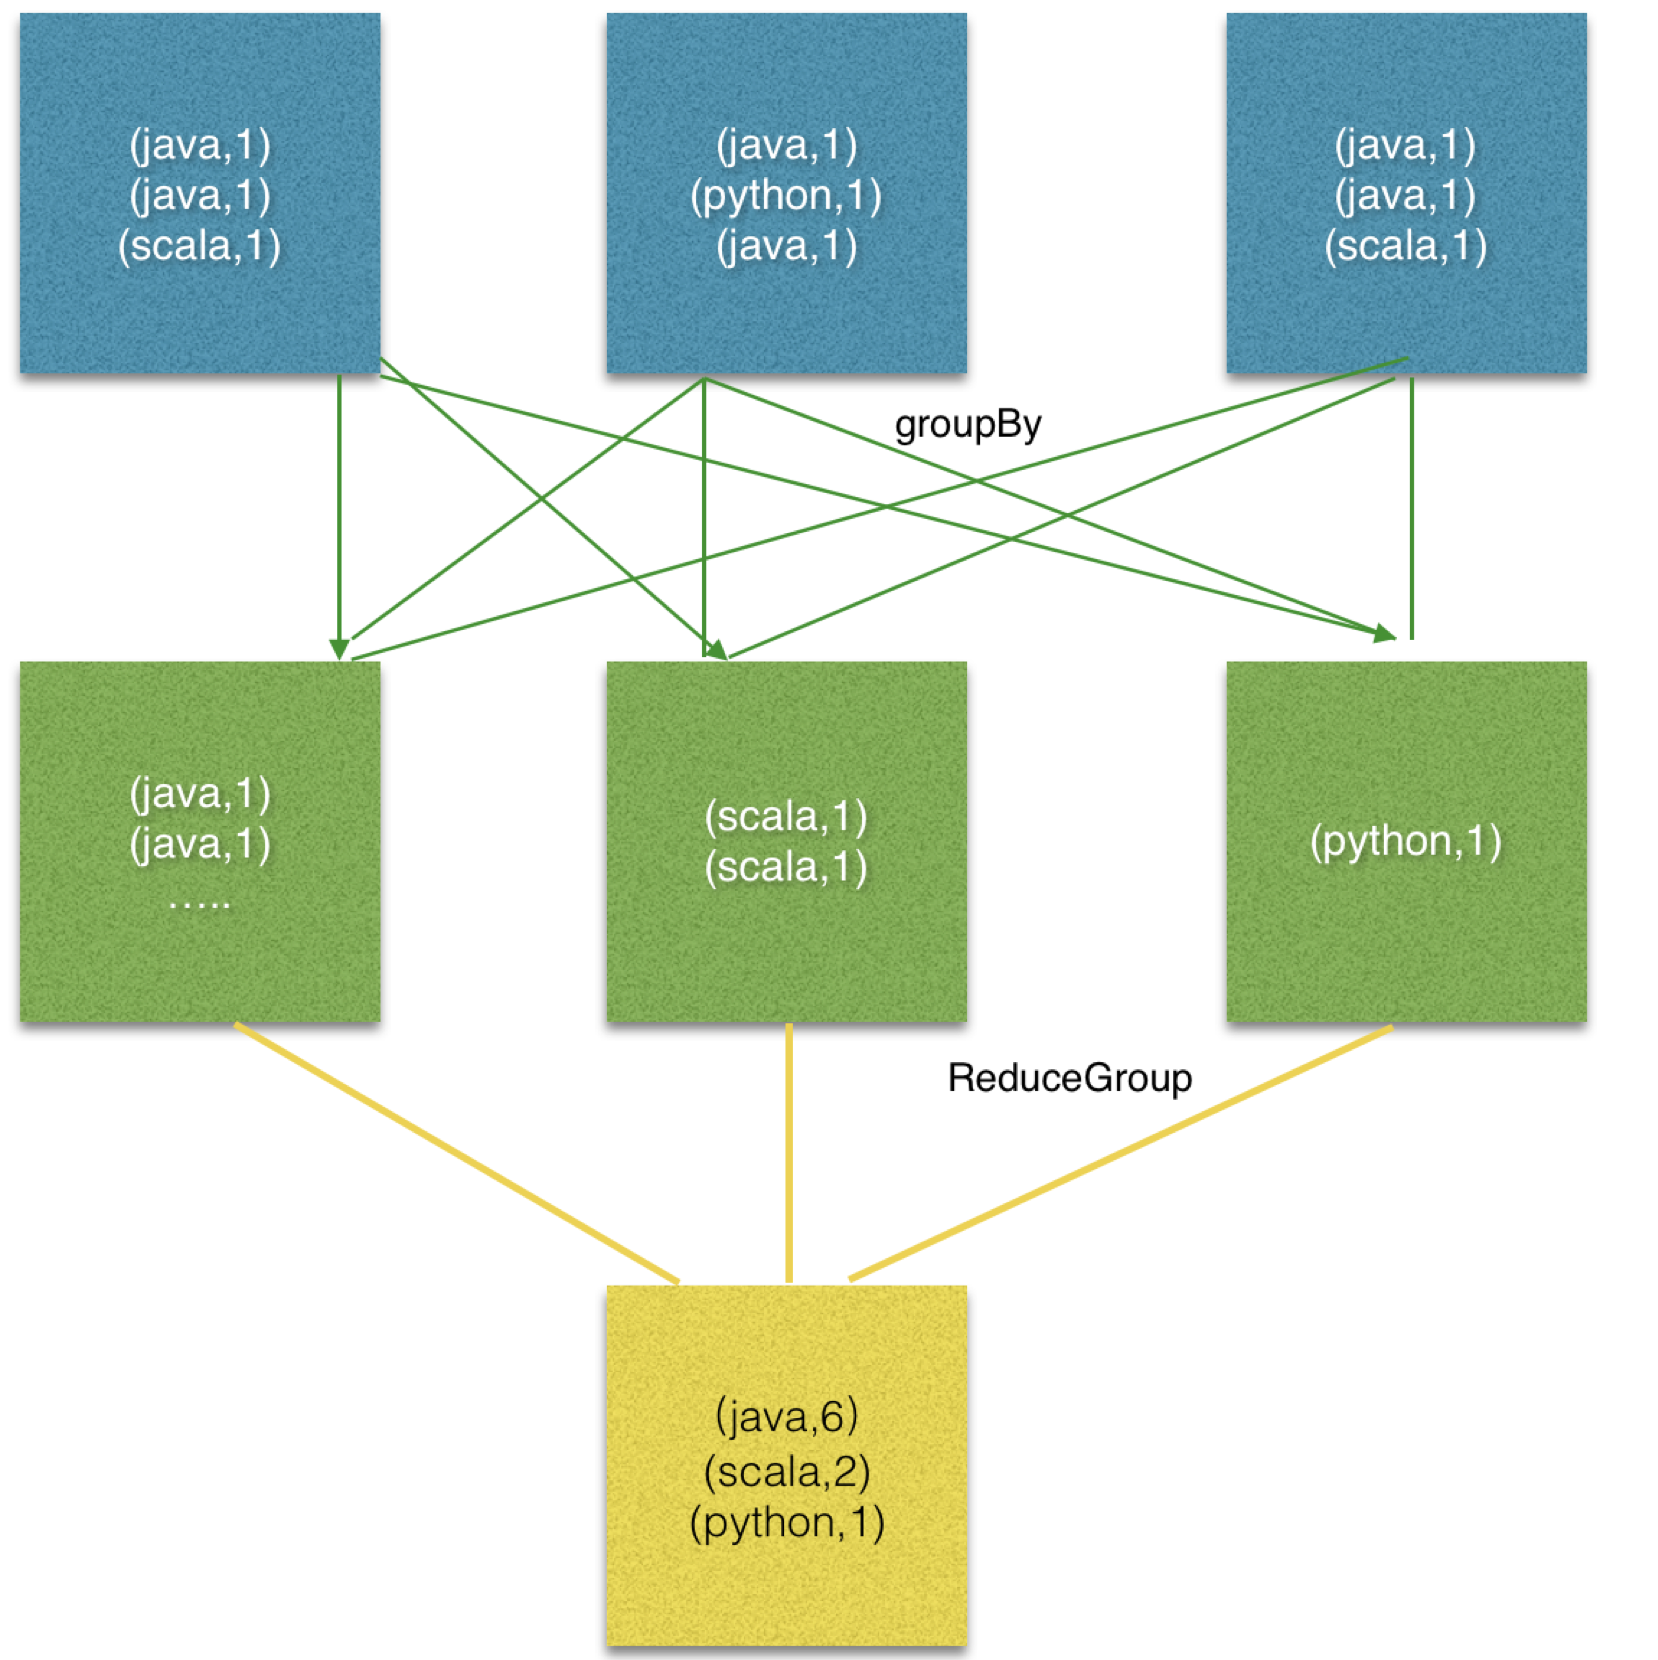 (java,1)
(java,1)
(scala,1)
(java,1)
(python,1)
(java,1)
(java,1)
(java,1)
(scala,1)
groupBy
(java,1)
(java,1)
.....
(scala,1)
(scala,1)
(python,1)
ReduceGroup
(java,6)
(scala,2)
(python,1)